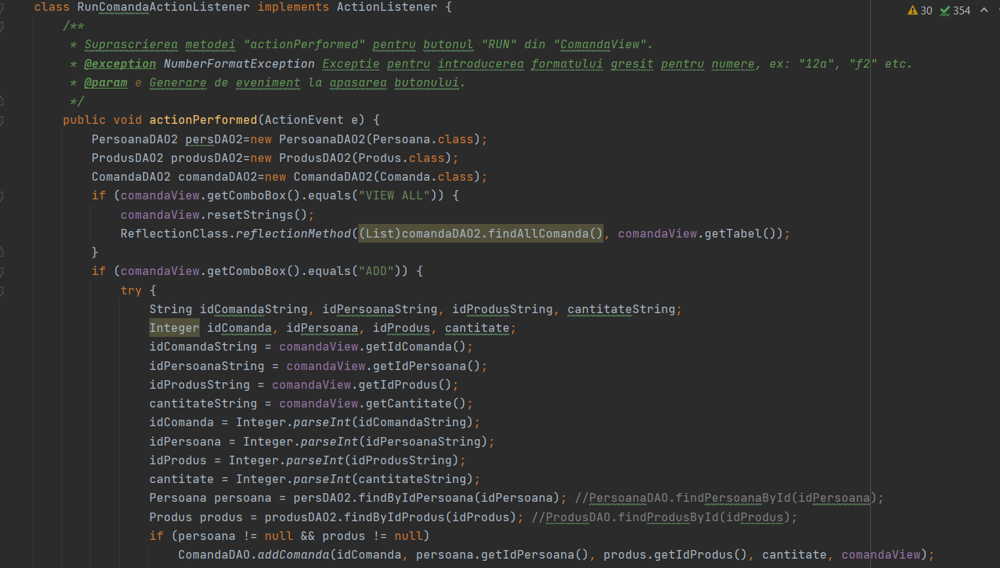 class RunComandaActionListener implements ActionListener {
30 354
/**
* Suprascrierea metodei "actionPerformed" pentru butonul "RUN" din "ComandaView".
* @exception NumberFormatException Exceptie pentru introducerea formatului gresit pentru numere, ex: "12a", "f2" etc.
* @param e Generare de eveniment la apasarea butonului.
*/
public void actionPerformed(ActionEvent e) {
PersoanaDAO2 persDAO2=new PersoanaDAO2(Persoana.class);
ProdusDAO2 produsDAO2=new ProdusDAO2(Produs.class);
ComandaDAO2 comandaDAO2=new ComandaDAO2(Comanda.class);
if (comandaView.getComboBox().equals("VIEW ALL")) {
comandaView.resetStrings();
ReflectionClass.reflectionMethod((List)comandaDAO2.findAllComanda(), comandaView.getTabel());
}
if (comandaView.getComboBox().equals("ADD")) {
try {
String idComandaString, idPersoanaString, idProdusString, cantitateString;
Integer idComanda, idPersoana, idProdus, cantitate;
idComandaString = comandaView.getIdComanda();
idPersoanaString = comandaView.getIdPersoana();
idProdusString = comandaView.getIdProdus();
cantitateString = comandaView.getCantitate();
idComanda = Integer.parseInt(idComandaString);
idPersoana = Integer.parseInt(idPersoanaString);
idProdus = Integer.parseInt(idProdusString);
cantitate = Integer.parseInt(cantitateString);
Persoana persoana = persDAO2.findByIdPersoana(idPersoana); //PersoanaDAO.findPersoanaById(idPersoana);
Produs produs = produsDAO2.findByIdProdus(idProdus); //ProdusDAO.findProdusById(idProdus);
if (persoana != null && produs != null)
ComandaDAO.addComanda(idComanda, persoana.getIdPersoana(), produs.getIdProdus(), cantitate, comandaView);